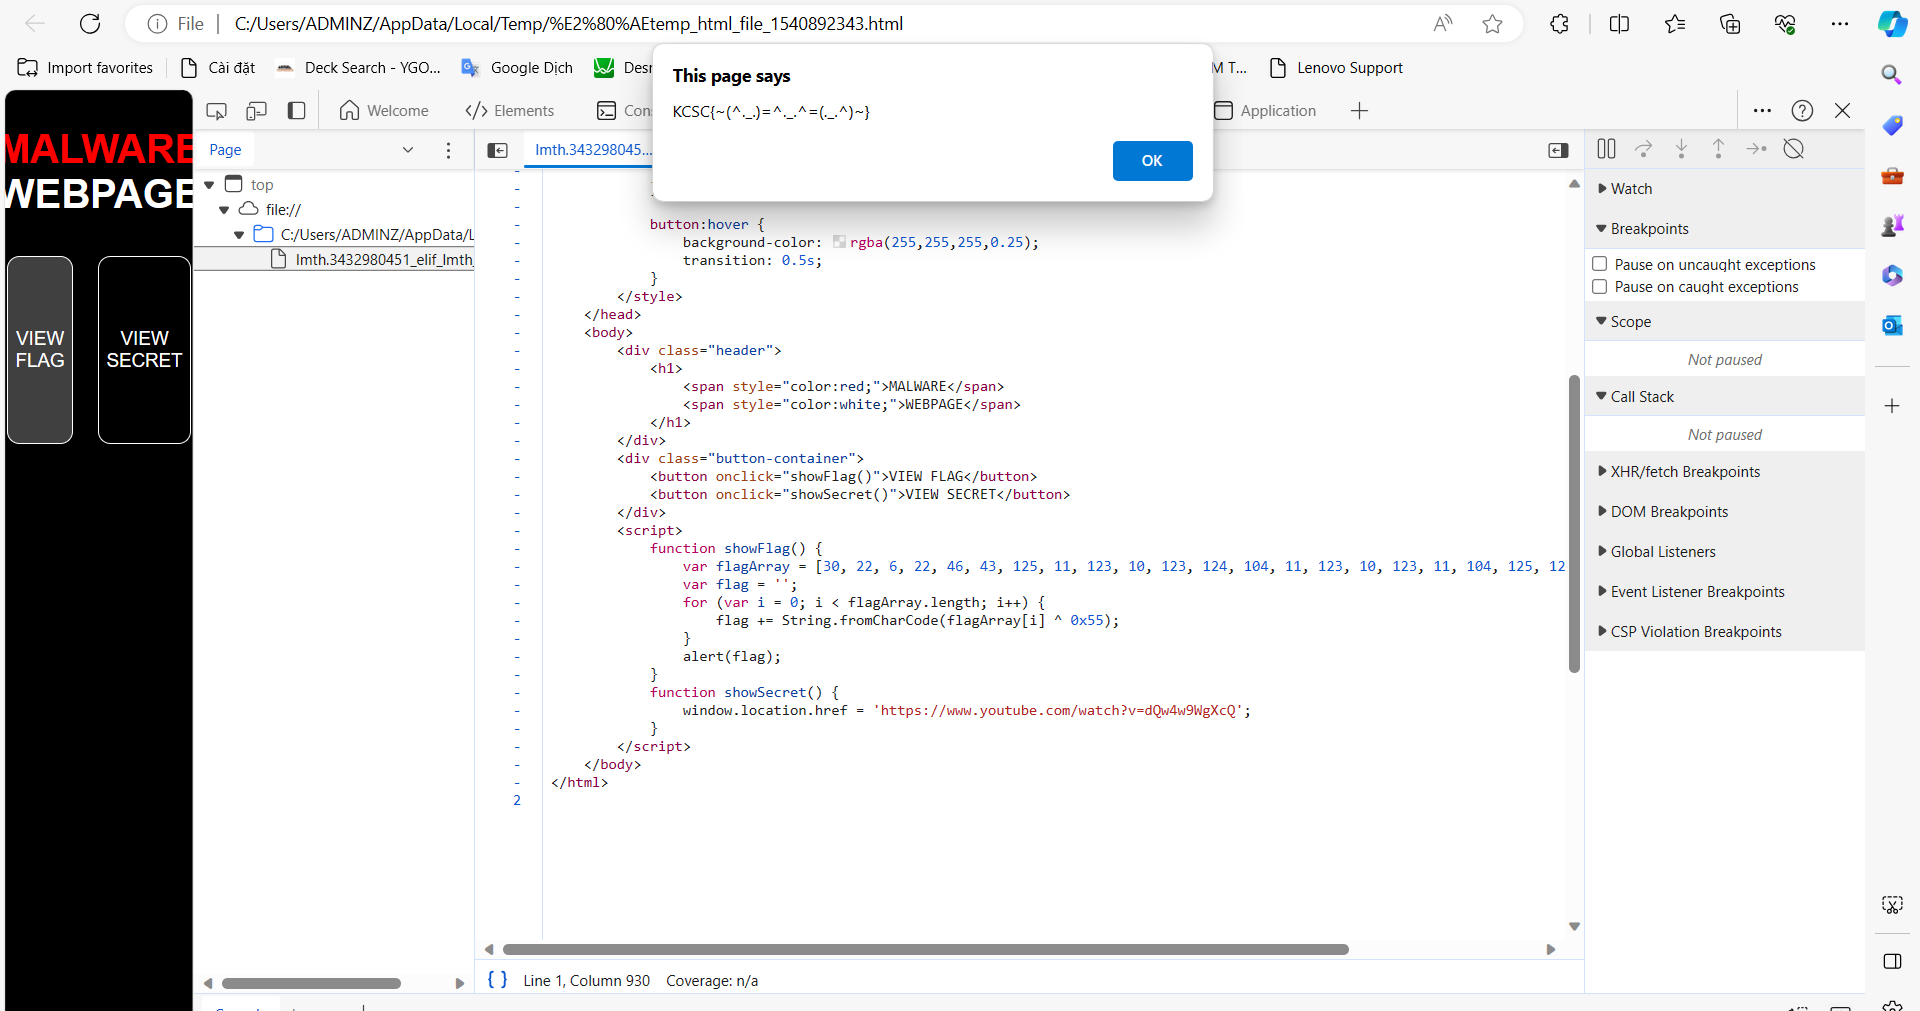 File
C:/Users/ADMINZ/AppData/Local/Temp/%E2%80%AEtemp_html_file_1540892343.html
Import favorites
Cài đặt
Deck Search - YGO...
Google Dịch
M T...
Lenovo Support
This page says
KCSC{~(^._.)=^._.^=(._.^)~}
OK
MALWARE
WEBPAGE
VIEW
FLAG
VIEW
SECRET
Welcome
</> Elements
Application
Page
top
file://
C:/Users/ADMINZ/AppData/L
lmth.3432980451_elif_lmth_
lmth.343298045...
button:hover {
background-color: rgba(255,255,255,0.25);
transition: 0.5s;
}
</style>
</head>
<body>
<div class="header">
<h1>
<span style="color:red;">MALWARE</span>
<span style="color:white;">WEBPAGE</span>
</h1>
</div>
<div class="button-container">
<button onclick="showFlag()">VIEW FLAG</button>
<button onclick="showSecret()">VIEW SECRET</button>
</div>
<script>
function showFlag() {
var flagArray = [30, 22, 6, 22, 46, 43, 125, 11, 123, 10, 123, 124, 104, 11, 123, 10, 123, 11, 104, 125, 12
var flag = '';
for (var i = 0; i < flagArray.length; i++) {
flag += String.fromCharCode(flagArray[i] ^ 0x55);
}
alert(flag);
}
function showSecret() {
window.location.href = 'https://www.youtube.com/watch?v=dQw4w9WgXcQ';
}
</script>
</body>
</html>
2
{ } Line 1, Column 930 Coverage: n/a
Watch
Breakpoints
Pause on uncaught exceptions
Pause on caught exceptions
Scope
Not paused
Call Stack
Not paused
XHR/fetch Breakpoints
DOM Breakpoints
Global Listeners
Event Listener Breakpoints
CSP Violation Breakpoints